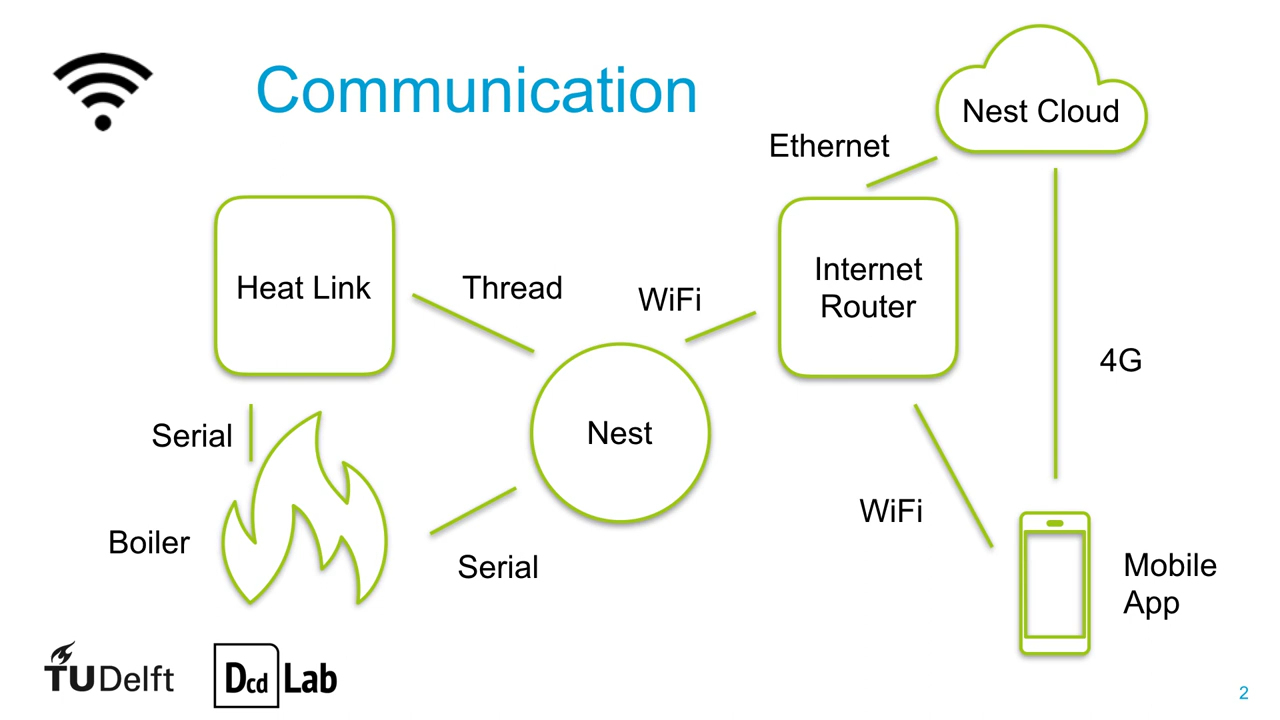 Communication
Nest Cloud
Ethernet
Heat Link
Thread
WiFi
Internet
Router
4G
Serial
Nest
WiFi
Boiler
Serial
Mobile
App
TUDelft
Dcd Lab
2